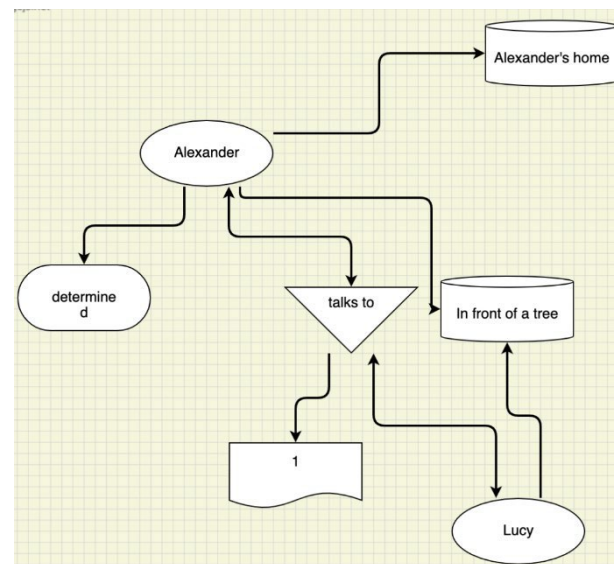 Alexander's home
Alexander
determine
d
talks to
In front of a tree
1
Lucy